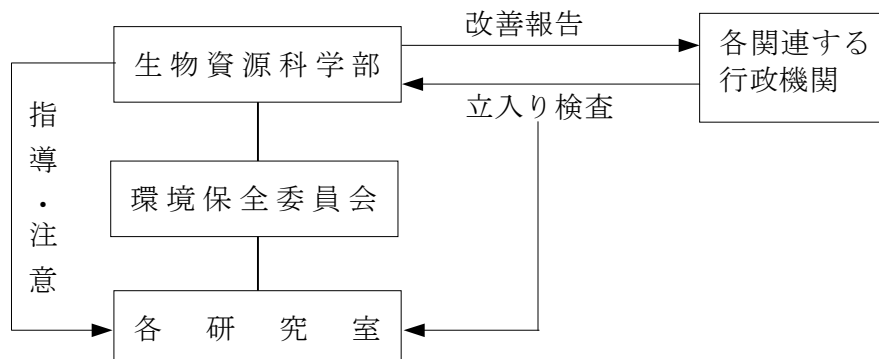 改善報告
生物資源科学部
各関連する
行政機関
立入り検査
指導・注意
環境保全委員会
各研究室